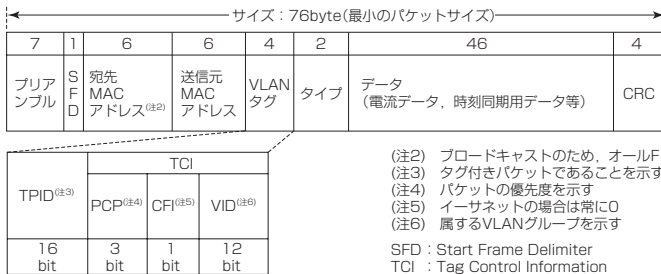 サイズ：76byte(最小のパケットサイズ)
7 1 6 6 4 2 46 4
プリアンブル
SFD
宛先MACアドレス(注2)
送信元MACアドレス
VLANタグ
タイプ
データ
(電流データ，時刻同期用データ等)
CRC
TCI
TPID(注3)
PCP(注4)
CFI(注5)
VID(注6)
16 bit
3 bit
1 bit
12 bit
(注2) ブロードキャストのため，オールF
(注3) タグ付きパケットであることを示す
(注4) パケットの優先度を示す
(注5) イーサネットの場合は常に0
(注6) 属するVLANグループを示す
SFD：Start Frame Delimiter
TCI ：Tag Control Information